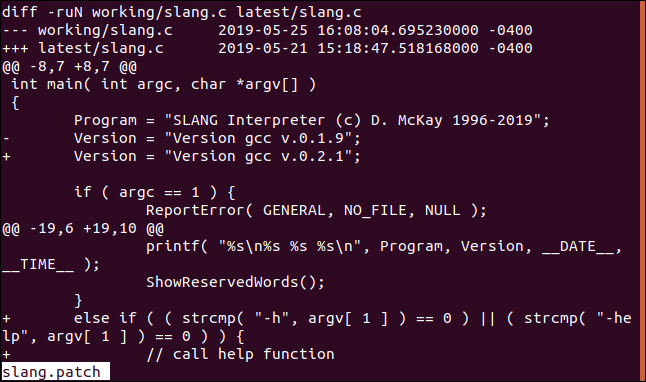 diff -ruN working/slang.c latest/slang.c
--- working/slang.c     2019-05-25 16:08:04.695230000 -0400
+++ latest/slang.c      2019-05-21 15:18:47.518168000 -0400
@@ -8,7 +8,7 @@
 int main( int argc, char *argv[] )
 {
        Program = "SLANG Interpreter (c) D. McKay 1996-2019";
-       Version = "Version gcc v.0.1.9";
+       Version = "Version gcc v.0.2.1";
        if ( argc == 1 ) {
                ReportError( GENERAL, NO_FILE, NULL );
@@ -19,6 +19,10 @@
                printf( "%s\n%s %s %s\n", Program, Version, __DATE__,
__TIME__ );
                ShowReservedWords();
        }
+       else if ( ( strcmp( "-h", argv[ 1 ] ) == 0 ) || ( strcmp( "-he
lp", argv[ 1 ] ) == 0 ) ) {
+               // call help function
slang.patch